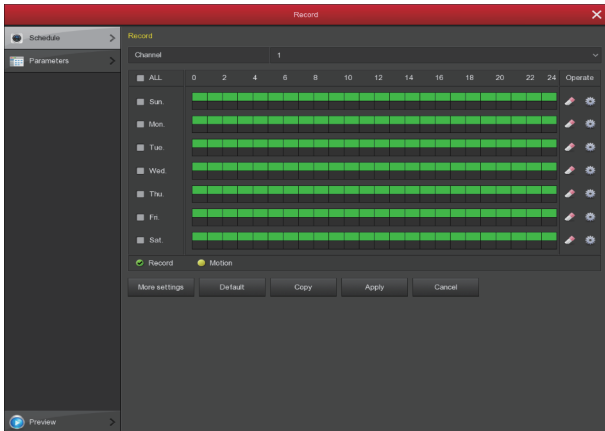 Record
Schedule
Parameters
Record
Channel 1
ALL 0 2 4 6 8 10 12 14 16 18 20 22 24 Operate
Sun.
Mon.
Tue.
Wed.
Thu.
Fri.
Sat.
Record Motion
More settings Default Copy Apply Cancel
Preview